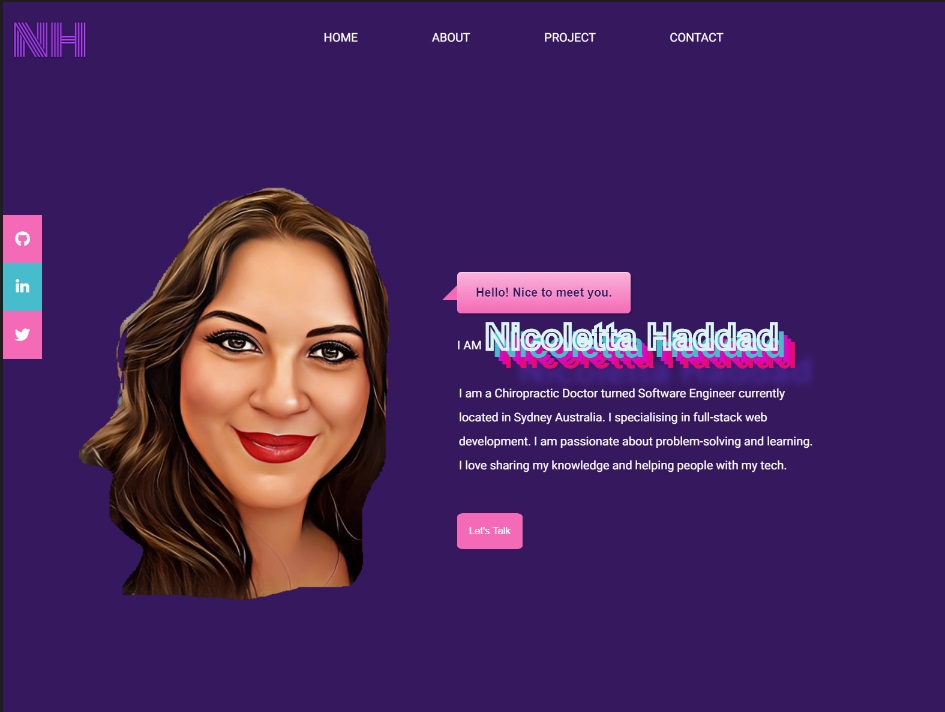 NH
HOME ABOUT PROJECT CONTACT
in
Hello! Nice to meet you.
I AM Nicoletta Haddad
I am a Chiropractic Doctor turned Software Engineer currently
located in Sydney Australia. I specialising in full-stack web
development. I am passionate about problem-solving and learning.
I love sharing my knowledge and helping people with my tech.
Let's Talk